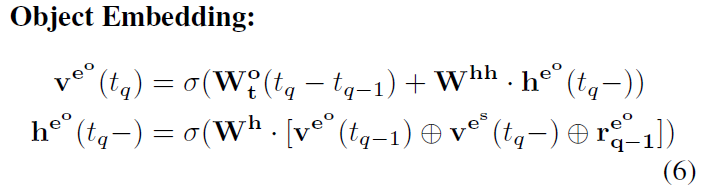 Object Embedding:
v^{e^o}(t_q) = σ(W_t^o(t_q − t_{q−1}) + W^{hh} · h^{e^o}(t_q−))
h^{e^o}(t_q−) = σ(W^h · [v^{e^o}(t_{q−1}) ⊕ v^{e^s}(t_q−) ⊕ r_{q−1}^{e^o}])
(6)